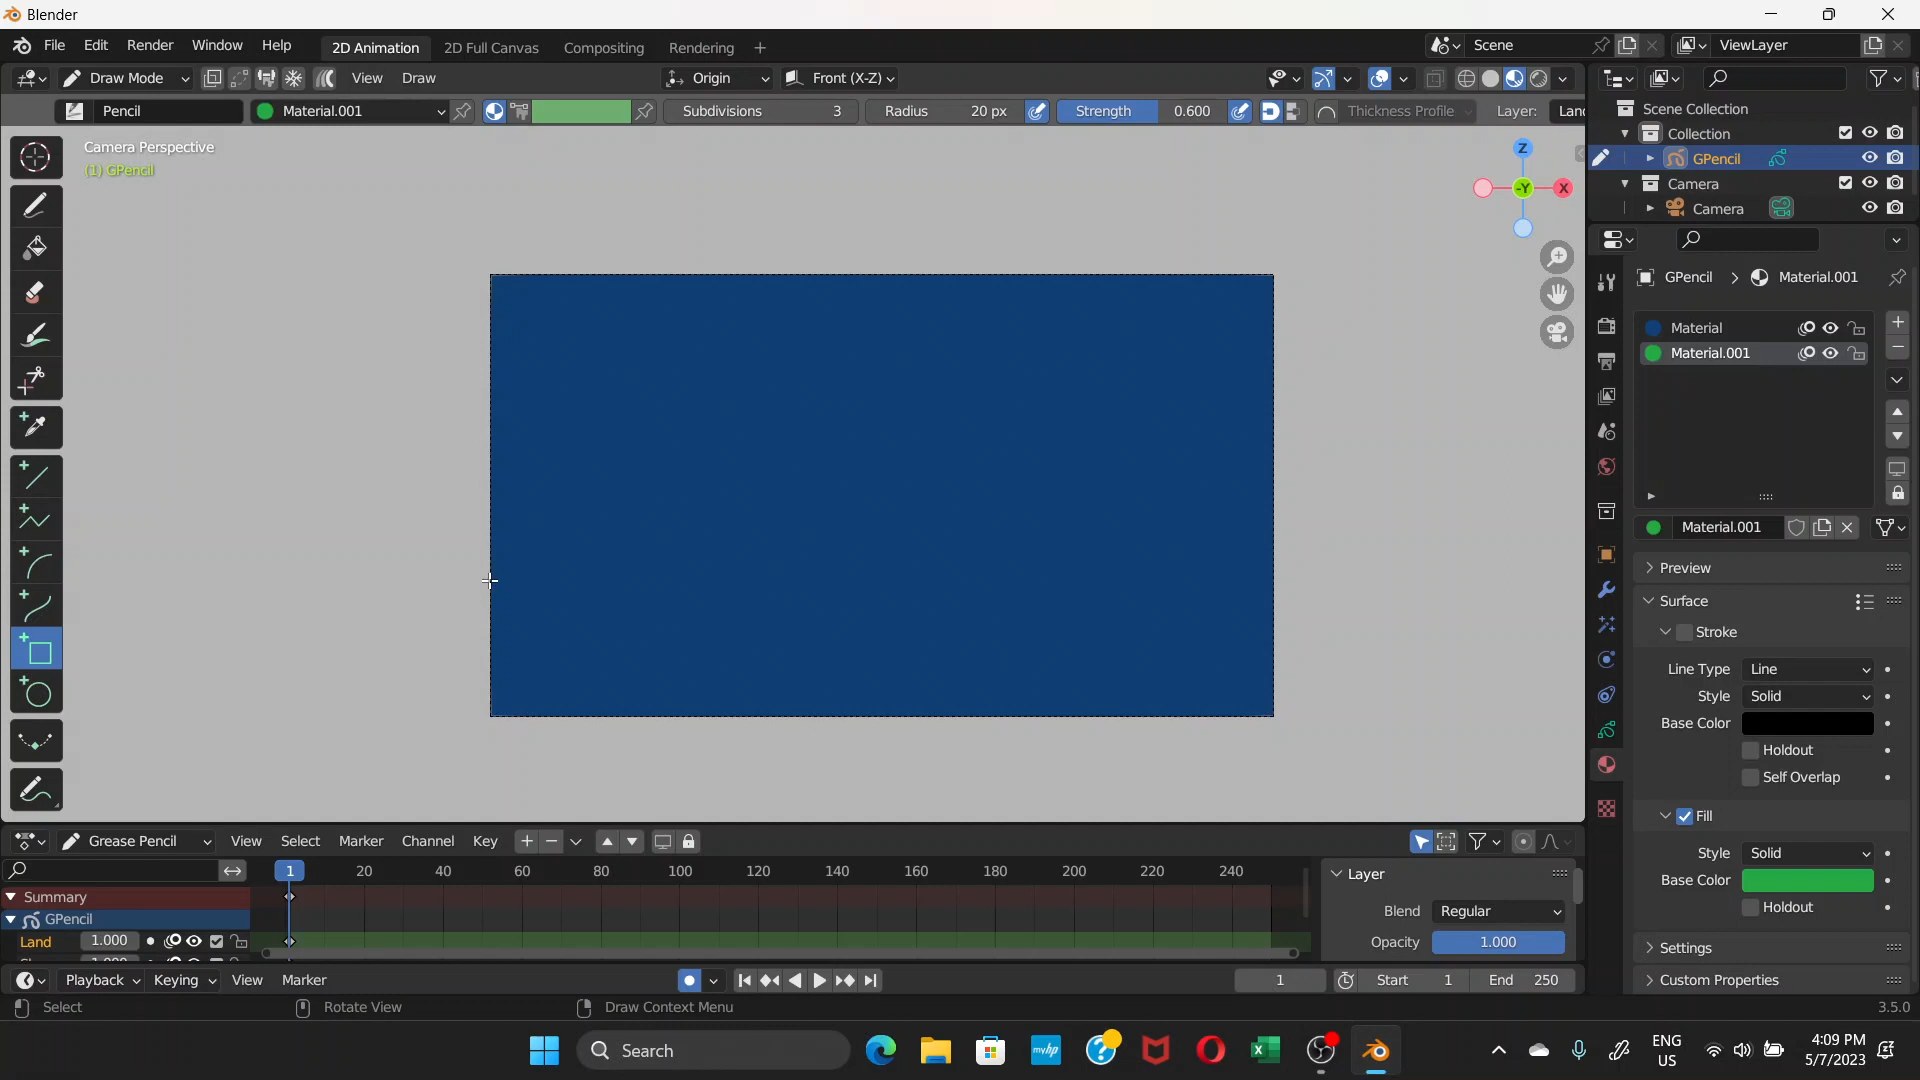 Blender
File Edit Render Window Help 2D Animation 2D Full Canvas Compositing Rendering Scene ViewLayer
Draw Mode View Draw Origin Front (X-Z)
Pencil Material.001 Subdivisions 3 Radius 20 px Strength 0.600 Thickness Profile Layer: Lan
Camera Perspective
(1) GPencil
Z
-Y X
Scene Collection
Collection
GPencil
Camera
Camera
GPencil Material.001
Material
Material.001
Material.001
Preview
Surface
Stroke
Line Type Line
Style Solid
Base Color
Holdout
Self Overlap
Fill
Style Solid
Base Color
Holdout
Settings
Custom Properties
Grease Pencil View Select Marker Channel Key
1 20 40 60 80 100 120 140 160 180 200 220 240
Summary
GPencil
Land 1.000
Layer
Blend Regular
Opacity 1.000
Playback Keying View Marker 1 Start 1 End 250
Select Rotate View Draw Context Menu 3.5.0
Search myhp ENG US 4:09 PM 5/7/2023